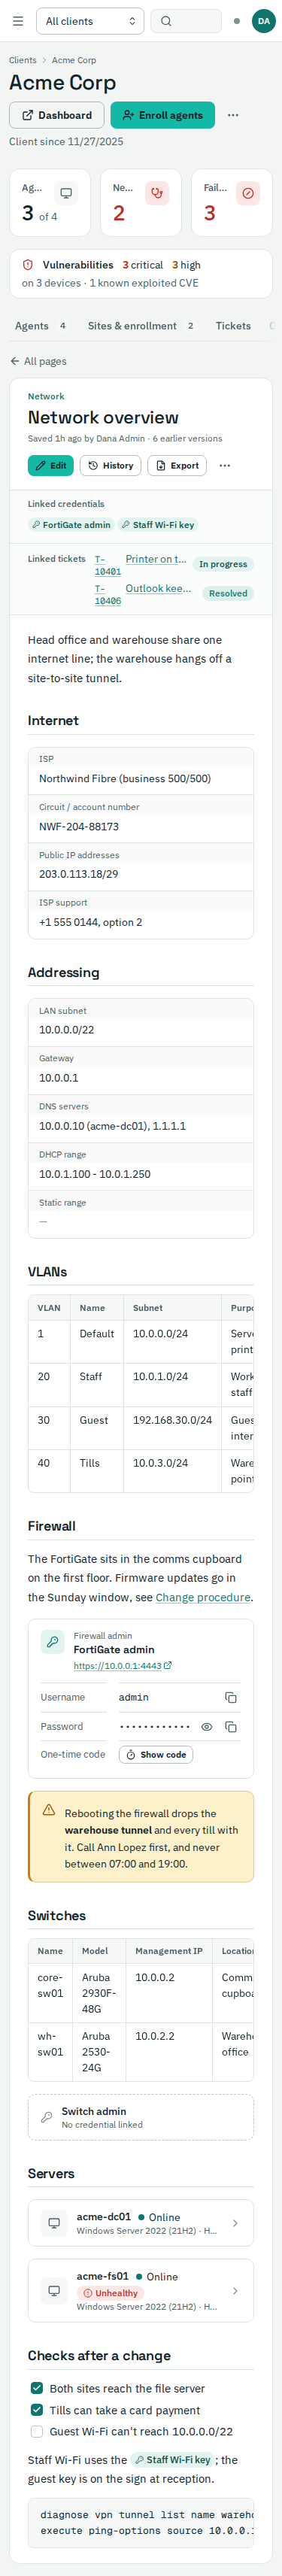 All clients
DA
Clients > Acme Corp
Acme Corp
Dashboard
Enroll agents
Client since 11/27/2025
Ag...
3 of 4
Ne...
2
Fail...
3
Vulnerabilities 3 critical 3 high
on 3 devices · 1 known exploited CVE
Agents 4 Sites & enrollment 2 Tickets
← All pages
Network
Network overview
Saved 1h ago by Dana Admin · 6 earlier versions
Edit
History
Export
Linked credentials
FortiGate admin
Staff Wi-Fi key
Linked tickets
T-10401 Printer on t... In progress
T-10406 Outlook kee... Resolved
Head office and warehouse share one
internet line; the warehouse hangs off a
site-to-site tunnel.
Internet
ISP
Northwind Fibre (business 500/500)
Circuit / account number
NWF-204-88173
Public IP addresses
203.0.113.18/29
ISP support
+1 555 0144, option 2
Addressing
LAN subnet
10.0.0.0/22
Gateway
10.0.0.1
DNS servers
10.0.0.10 (acme-dc01), 1.1.1.1
DHCP range
10.0.1.100 - 10.0.1.250
Static range
—
VLANs
VLAN Name Subnet Purpo
1 Default 10.0.0.0/24 Serve
print
20 Staff 10.0.1.0/24 Work
staff
30 Guest 192.168.30.0/24 Gues
inter
40 Tills 10.0.3.0/24 Ware
point
Firewall
The FortiGate sits in the comms cupboard
on the first floor. Firmware updates go in
the Sunday window, see Change procedure.
Firewall admin
FortiGate admin
https://10.0.0.1:4443
Username admin
Password ••••••••••••
One-time code Show code
Rebooting the firewall drops the
warehouse tunnel and every till with
it. Call Ann Lopez first, and never
between 07:00 and 19:00.
Switches
Name Model Management IP Location
core-sw01 Aruba 2930F-48G 10.0.0.2 Comm
cupboa
wh-sw01 Aruba 2530-24G 10.0.2.2 Wareh
office
Switch admin
No credential linked
Servers
acme-dc01 Online
Windows Server 2022 (21H2) · H...
acme-fs01 Online
Unhealthy
Windows Server 2022 (21H2) · H...
Checks after a change
Both sites reach the file server
Tills can take a card payment
Guest Wi-Fi can't reach 10.0.0.0/22
Staff Wi-Fi uses the Staff Wi-Fi key; the
guest key is on the sign at reception.
diagnose vpn tunnel list name wareho
execute ping-options source 10.0.0.1